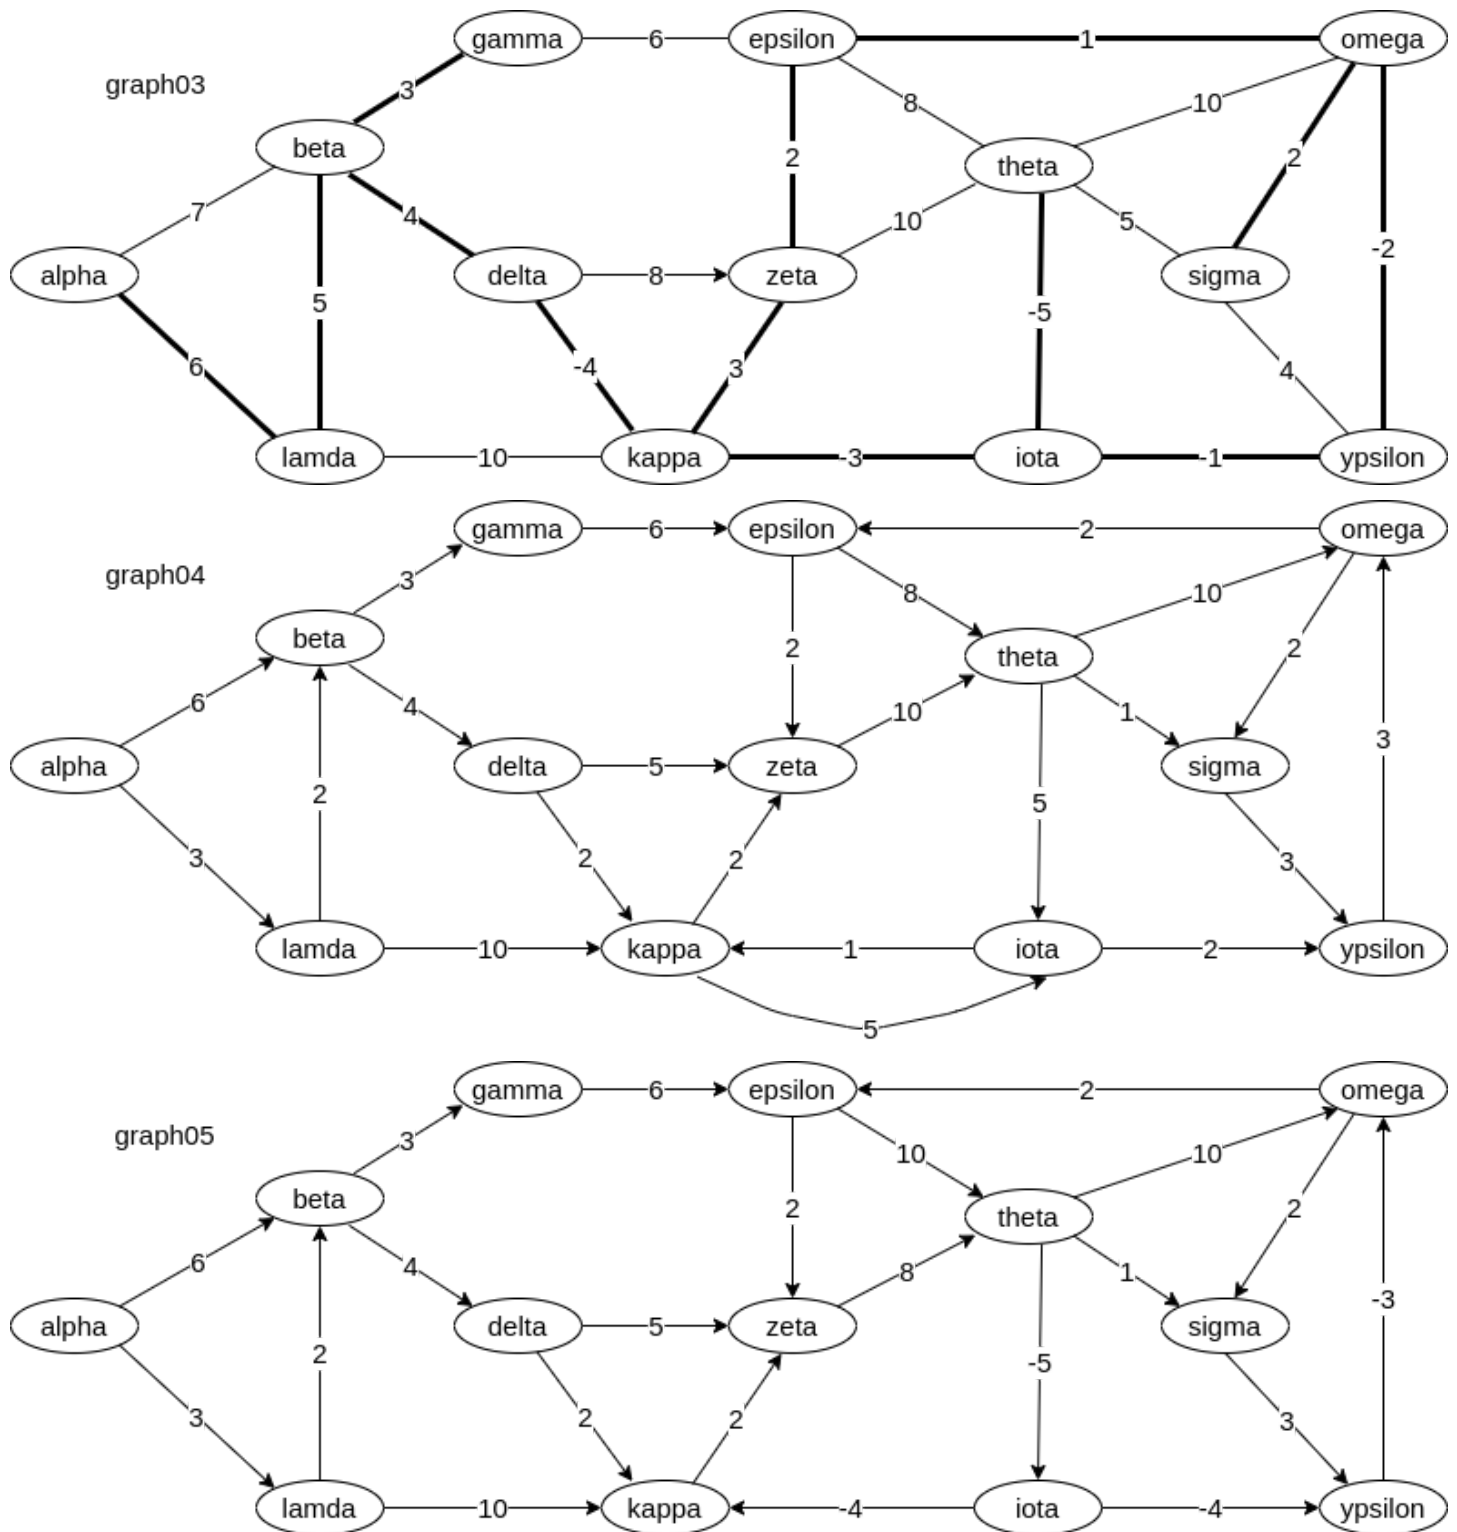 gamma 6 epsilon 1 omega
graph03
3 8 10
beta
2 2
theta
7 4 10 5
-2
alpha delta 8 zeta sigma
5 -5
6 -4 3 4
lamda 10 kappa -3 iota -1 ypsilon
gamma 6 epsilon 2 omega
graph04
3 8 10
beta
2 2
theta
6 4 10 1
3
alpha delta 5 zeta sigma
2 5
3 2 2 3
lamda 10 kappa 1 iota 2 ypsilon
5
gamma 6 epsilon 2 omega
graph05
3 10 10
beta
2 2
theta
6 4 8 1
-3
alpha delta 5 zeta sigma
2 -5
3 2 2 3
lamda 10 kappa -4 iota -4 ypsilon